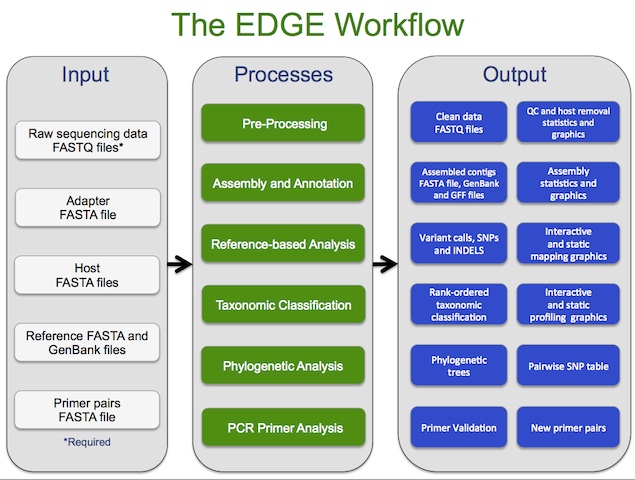 The EDGE Workflow
Input
Raw sequencing data
FASTQ files*
Adapter
FASTA file
Host
FASTA files
Reference FASTA and
GenBank files
Primer pairs
FASTA file
*Required
Processes
Pre-Processing
Assembly and Annotation
Reference-based Analysis
Taxonomic Classification
Phylogenetic Analysis
PCR Primer Analysis
Output
Clean data
FASTQ files
QC and host removal
statistics and
graphics
Assembled contigs
FASTA file, GenBank
and GFF files
Assembly
statistics and
graphics
Variant calls, SNPs
and INDELS
Interactive
and static
mapping graphics
Rank-ordered
taxonomic
classification
Interactive
and static
profiling graphics
Phylogenetic
trees
Pairwise SNP table
Primer Validation
New primer pairs